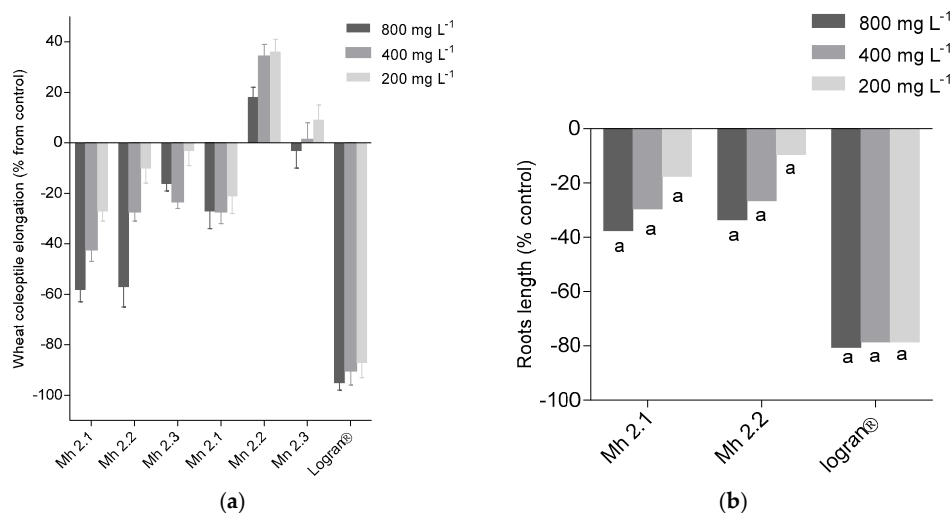 800 mg L-1
400 mg L-1
200 mg L-1
Wheat coleoptile elongation (% from control)
40
20
0
-20
-40
-60
-80
-100
Mh 2.1
Mh 2.2
Mh 2.3
Mn 2.1
Mn 2.2
Mn 2.3
Logran®
(a)
800 mg L-1
400 mg L-1
200 mg L-1
Roots length (% control)
0
-20
-40
-60
-80
-100
a
a
a
a
a
a
a
a
a
Mh 2.1
Mh 2.2
logran®
(b)